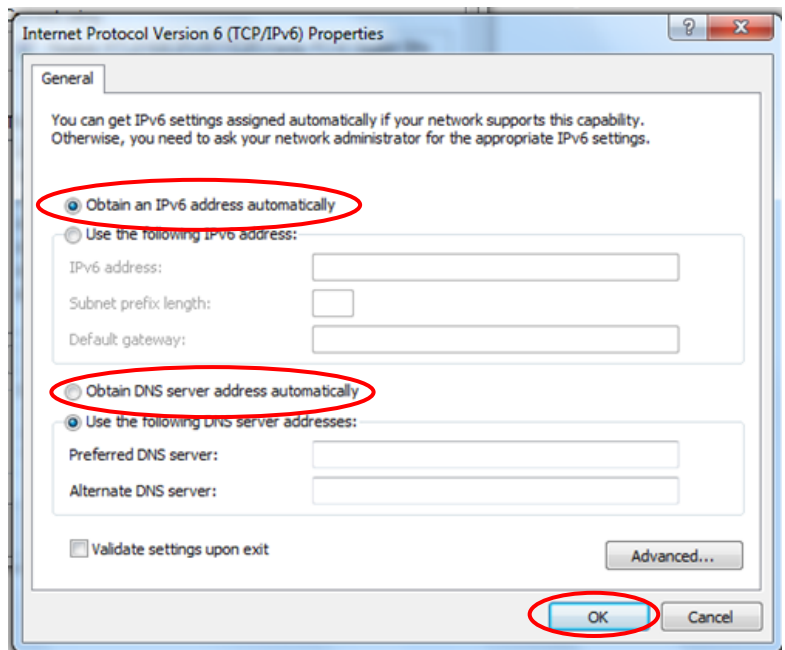 Internet Protocol Version 6 (TCP/IPv6) Properties
General
You can get IPv6 settings assigned automatically if your network supports this capability.
Otherwise, you need to ask your network administrator for the appropriate IPv6 settings.
Obtain an IPv6 address automatically
Use the following IPv6 address:
IPv6 address:
Subnet prefix length:
Default gateway:
Obtain DNS server address automatically
Use the following DNS server addresses:
Preferred DNS server:
Alternate DNS server:
Validate settings upon exit
Advanced...
OK
Cancel